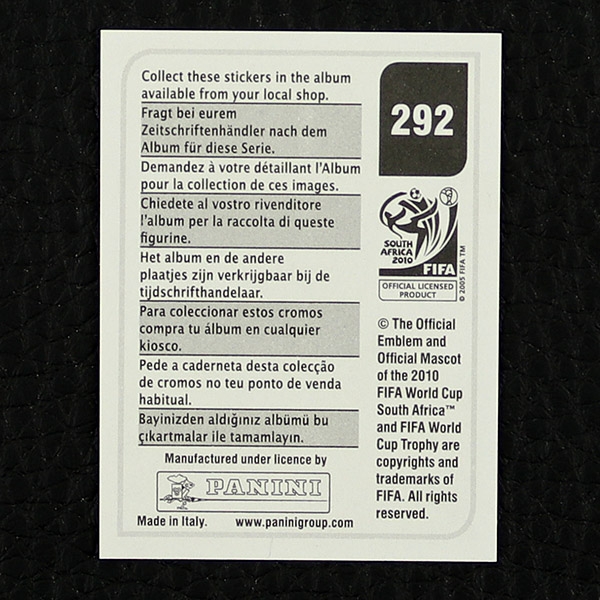 Collect these stickers in the album
available from your local shop.
Fragt bei eurem
Zeitschriftenhändler nach dem
Album für diese Serie.
Demandez à votre détaillant l'Album
pour la collection de ces images.
Chiedete al vostro rivenditore
l'album per la raccolta di queste
figurine.
Het album en de andere
plaatjes zijn verkrijgbaar bij de
tijdschrifthandelaar.
Para coleccionar estos cromos
compra tu álbum en cualquier
kiosco.
Pede a caderneta desta colecção
de cromos no teu ponto de venda
habitual.
Bayinizden aldığınız albümü bu
çıkartmalar ile tamamlayın.
Manufactured under licence by
PANINI
Made in Italy. www.paninigroup.com
292
SOUTH
AFRICA
2010
FIFA
OFFICIAL LICENSED
PRODUCT
© 2005 FIFA TM
© The Official
Emblem and
Official Mascot
of the 2010
FIFA World Cup
South Africa™
and FIFA World
Cup Trophy are
copyrights and
trademarks of
FIFA. All rights
reserved.